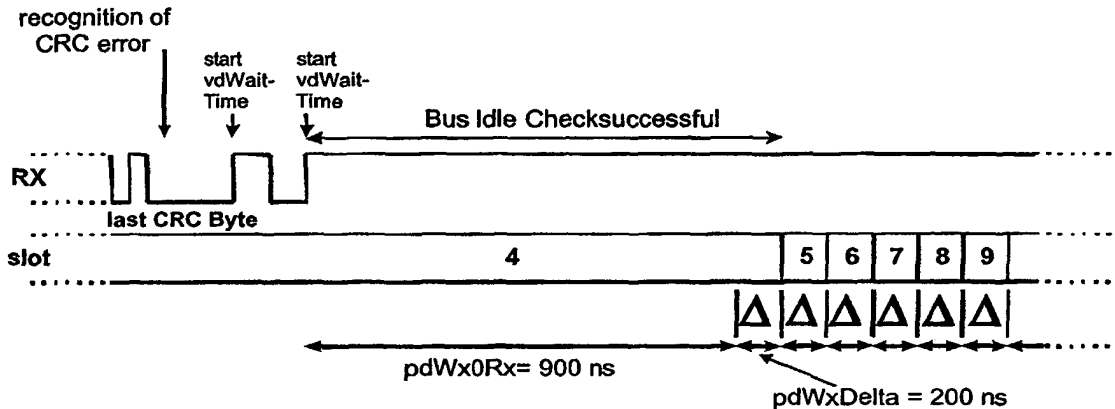 recognition of
CRC error
start
vdWait-
Time
start
vdWait-
Time
Bus Idle Checksuccessful
RX
last CRC Byte
slot
4
5 6 7 8 9
Δ Δ Δ Δ Δ Δ
pdWx0Rx= 900 ns
pdWxDelta = 200 ns